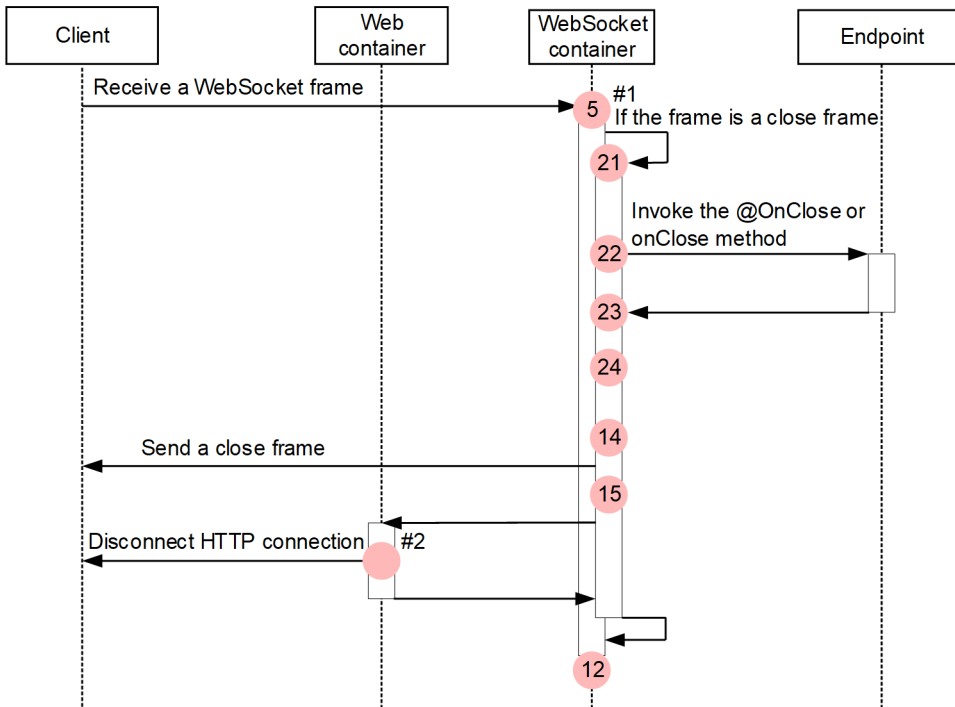 Client
Web
container
WebSocket
container
Endpoint
Receive a WebSocket frame
5
#1
If the frame is a close frame
21
Invoke the @OnClose or
onClose method
22
23
24
14
Send a close frame
15
Disconnect HTTP connection
#2
12